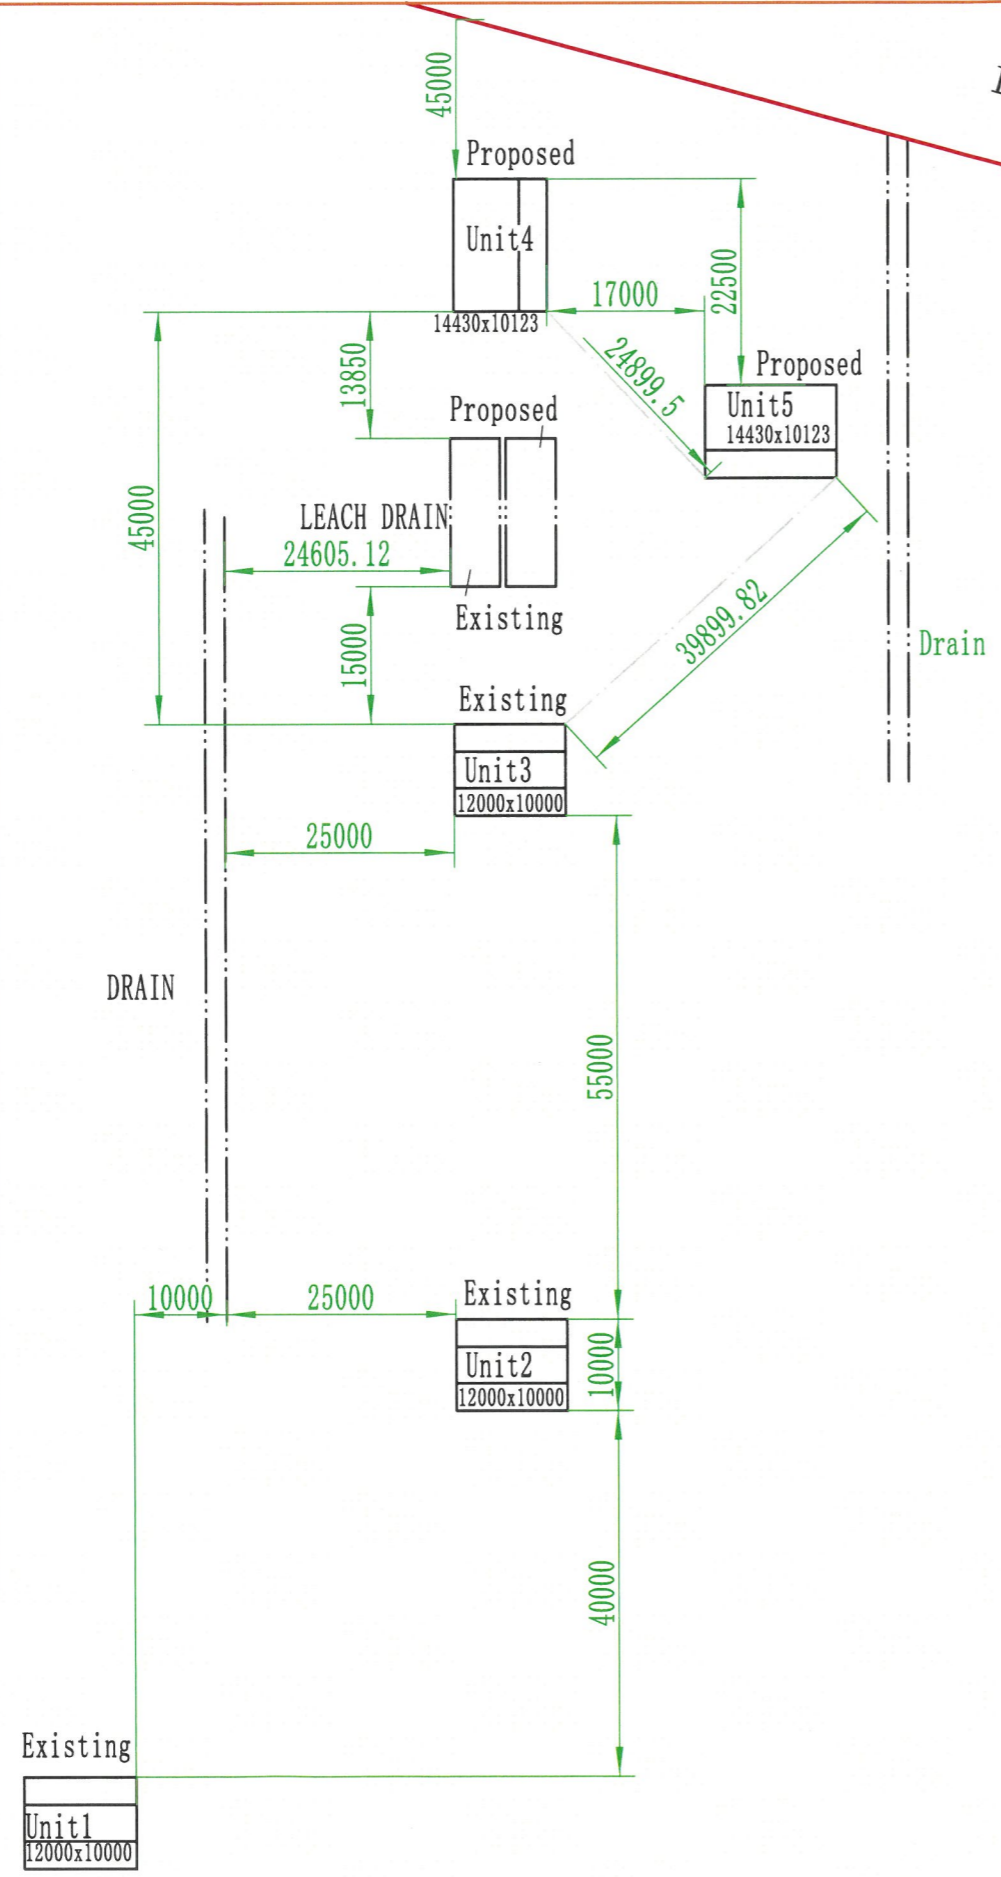 45000
Proposed
Unit4
14430x10123
17000
22500
24899.5
Proposed
Unit5
14430x10123
45000
13850
Proposed
LEACH DRAIN
24605.12
Existing
15000
39899.82
Drain
Existing
Unit3
12000x10000
25000
DRAIN
55000
10000
25000
Existing
Unit2
12000x10000
10000
40000
Existing
Unit1
12000x10000